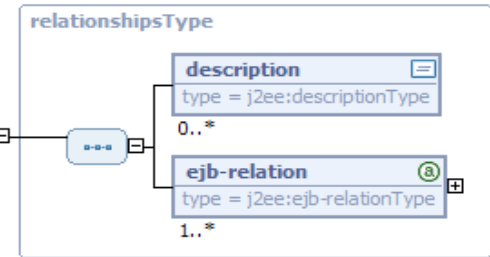 relationshipsType
description
type = j2ee:descriptionType
0..*
ejb-relation
type = j2ee:ejb-relationType
1..*